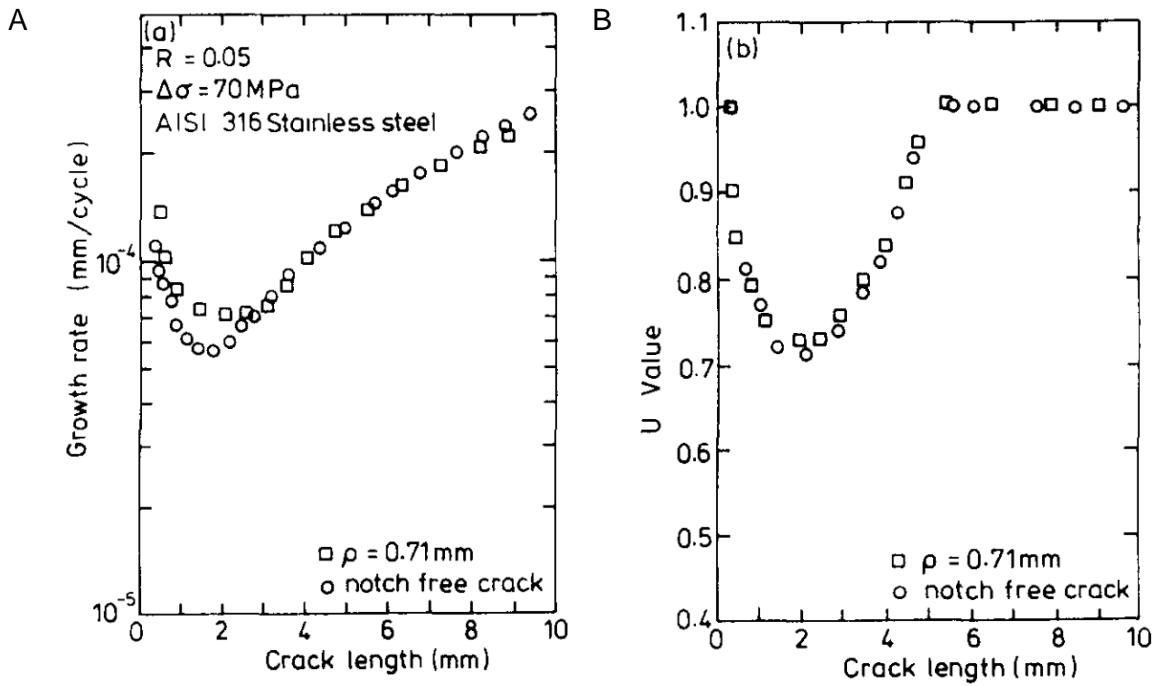 A
(a)
R = 0.05
Δσ = 70 MPa
AISI 316 Stainless steel
Growth rate (mm/cycle)
10⁻⁴
10⁻⁵
□ ρ = 0.71mm
○ notch free crack
0 2 4 6 8 10
Crack length (mm)
B
(b)
U Value
1.0
1.0
0.9
0.8
0.7
0.6
0.5
0.4
□ ρ = 0.71mm
○ notch free crack
0 2 4 6 8 10
Crack length (mm)